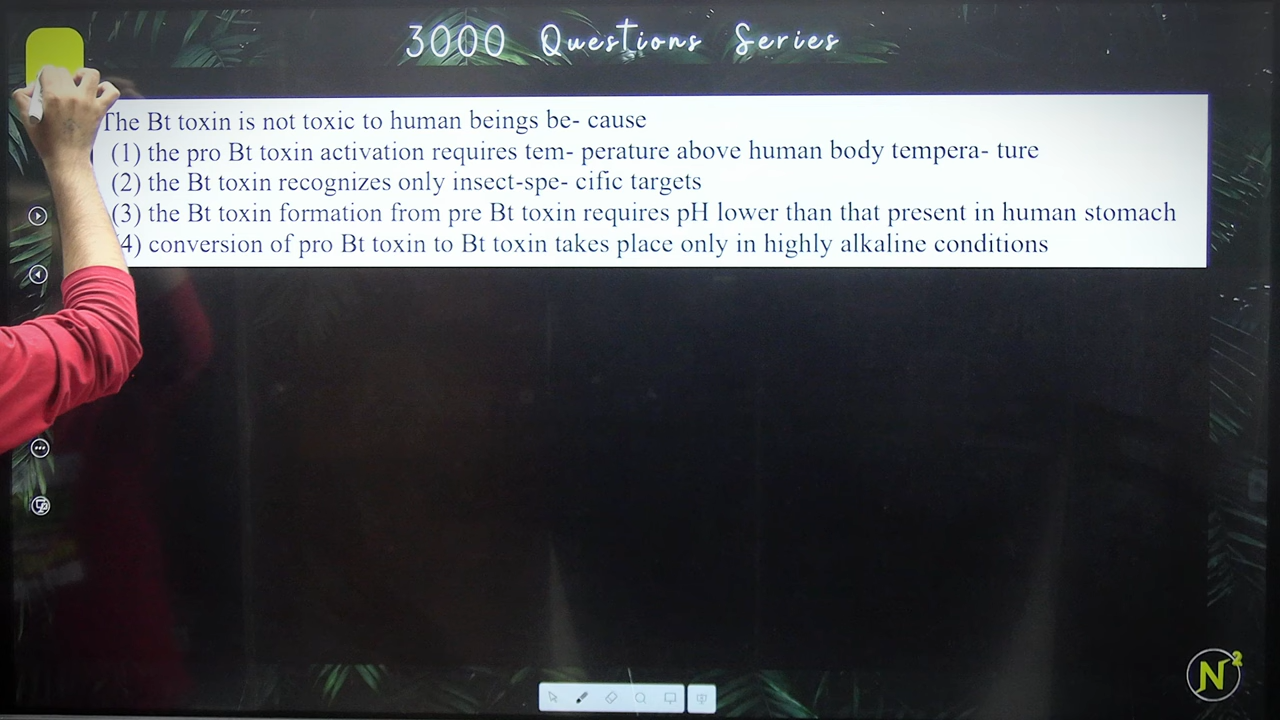 3000 Questions Series
The Bt toxin is not toxic to human beings be- cause
(1) the pro Bt toxin activation requires tem- perature above human body tempera- ture
(2) the Bt toxin recognizes only insect-spe- cific targets
(3) the Bt toxin formation from pre Bt toxin requires pH lower than that present in human stomach
4) conversion of pro Bt toxin to Bt toxin takes place only in highly alkaline conditions
N2